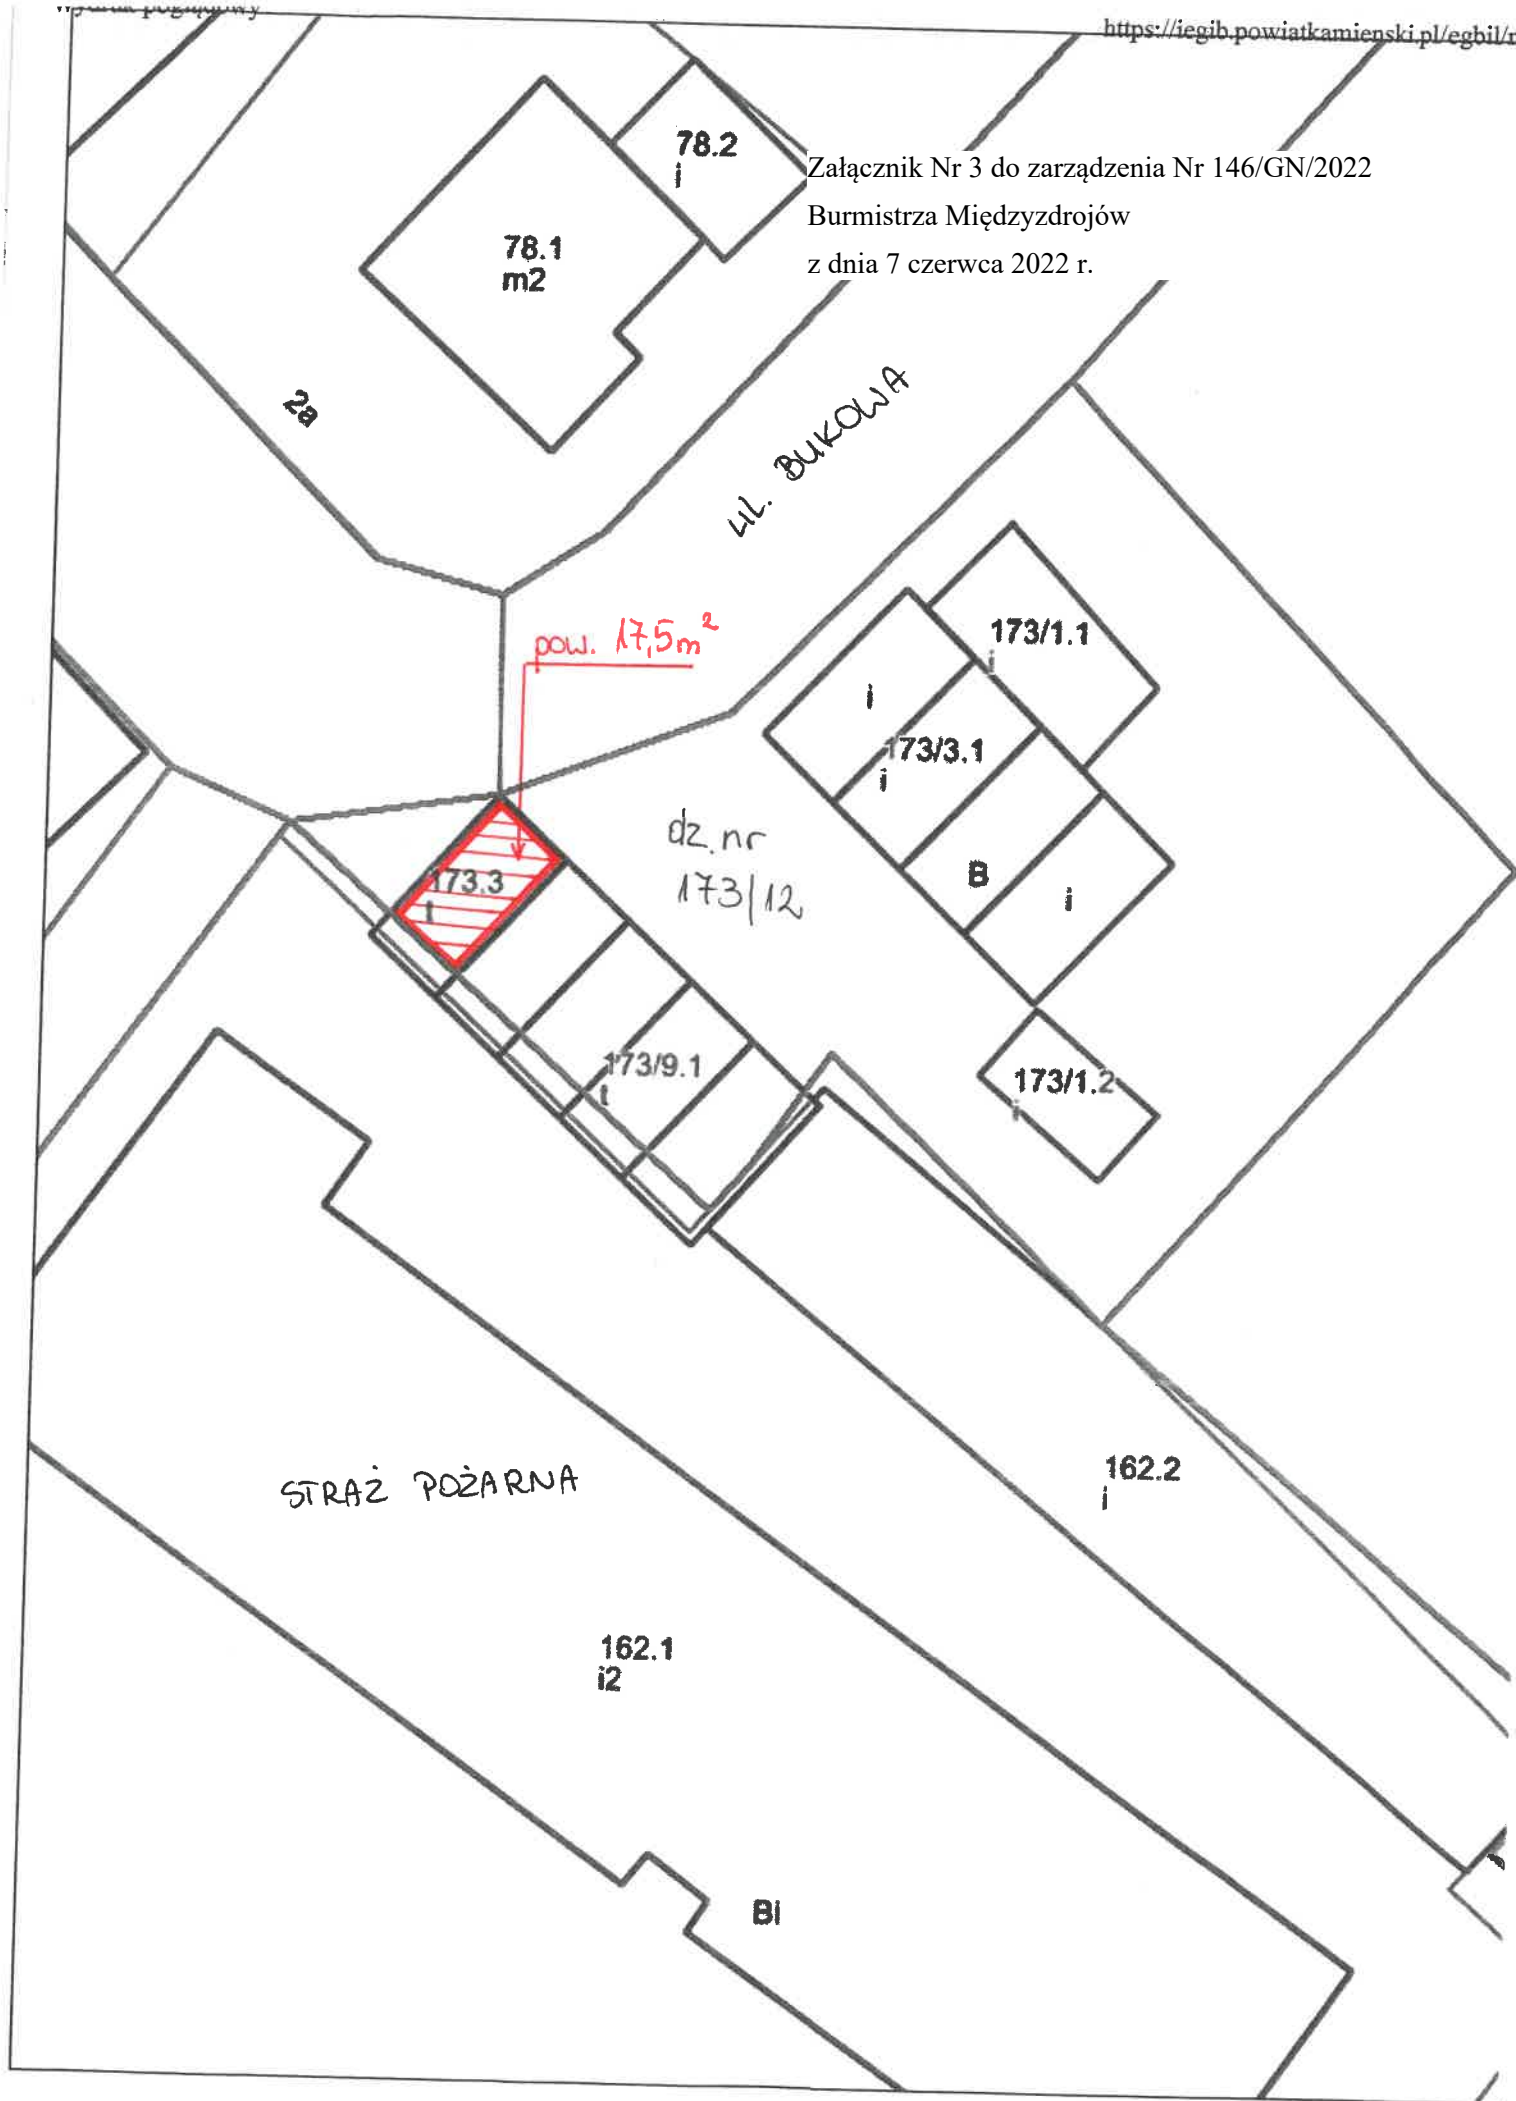 https://iegib.powiatkamienski.pl/egbil/r
78.2
i
Załącznik Nr 3 do zarządzenia Nr 146/GN/2022
Burmistrza Międzyzdrojów
z dnia 7 czerwca 2022 r.
78.1
m2
2a
UL. BUKOWA
pow. 17,5m²
173/1.1
i
i
173/3.1
i
dz. nr
173/12
173.3
t
B
i
173/9.1
t
173/1.2
i
STRAŻ POŻARNA
162.2
i
162.1
i2
Bi